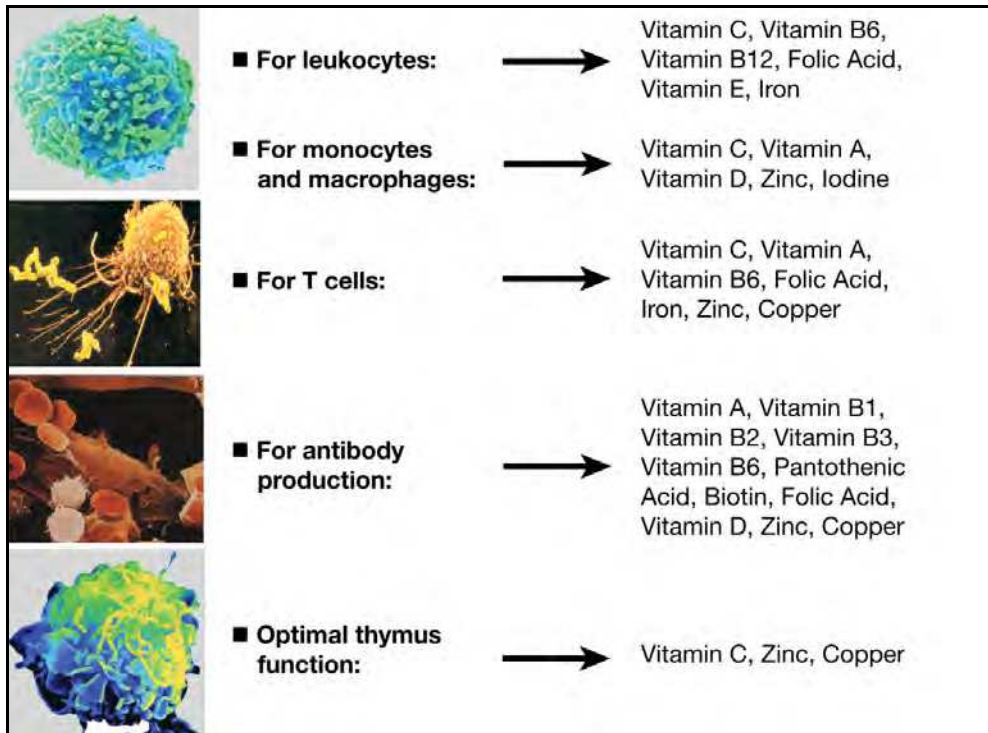 ■ For leukocytes:
Vitamin C, Vitamin B6,
Vitamin B12, Folic Acid,
Vitamin E, Iron
■ For monocytes
and macrophages:
Vitamin C, Vitamin A,
Vitamin D, Zinc, Iodine
■ For T cells:
Vitamin C, Vitamin A,
Vitamin B6, Folic Acid,
Iron, Zinc, Copper
■ For antibody
production:
Vitamin A, Vitamin B1,
Vitamin B2, Vitamin B3,
Vitamin B6, Pantothenic
Acid, Biotin, Folic Acid,
Vitamin D, Zinc, Copper
■ Optimal thymus
function:
Vitamin C, Zinc, Copper